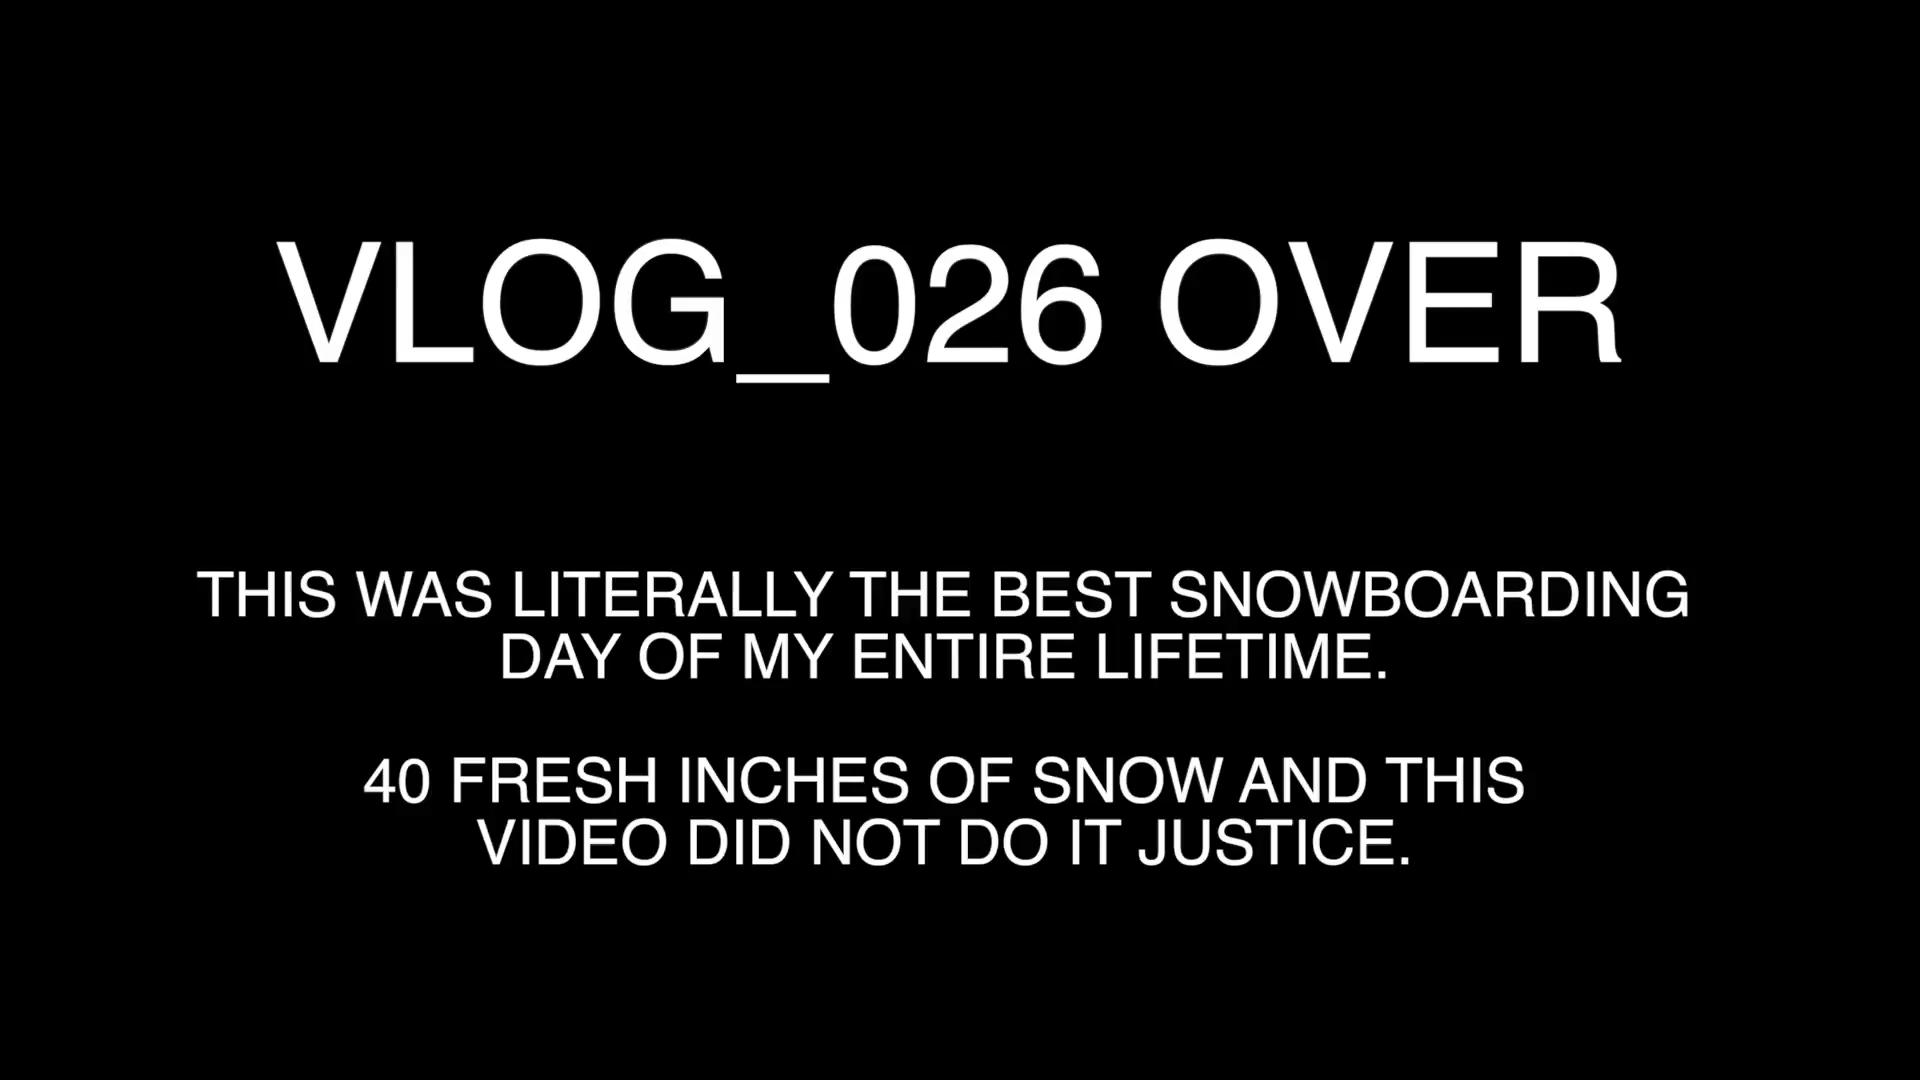 VLOG_026 OVER
THIS WAS LITERALLY THE BEST SNOWBOARDING
DAY OF MY ENTIRE LIFETIME.
40 FRESH INCHES OF SNOW AND THIS
VIDEO DID NOT DO IT JUSTICE.